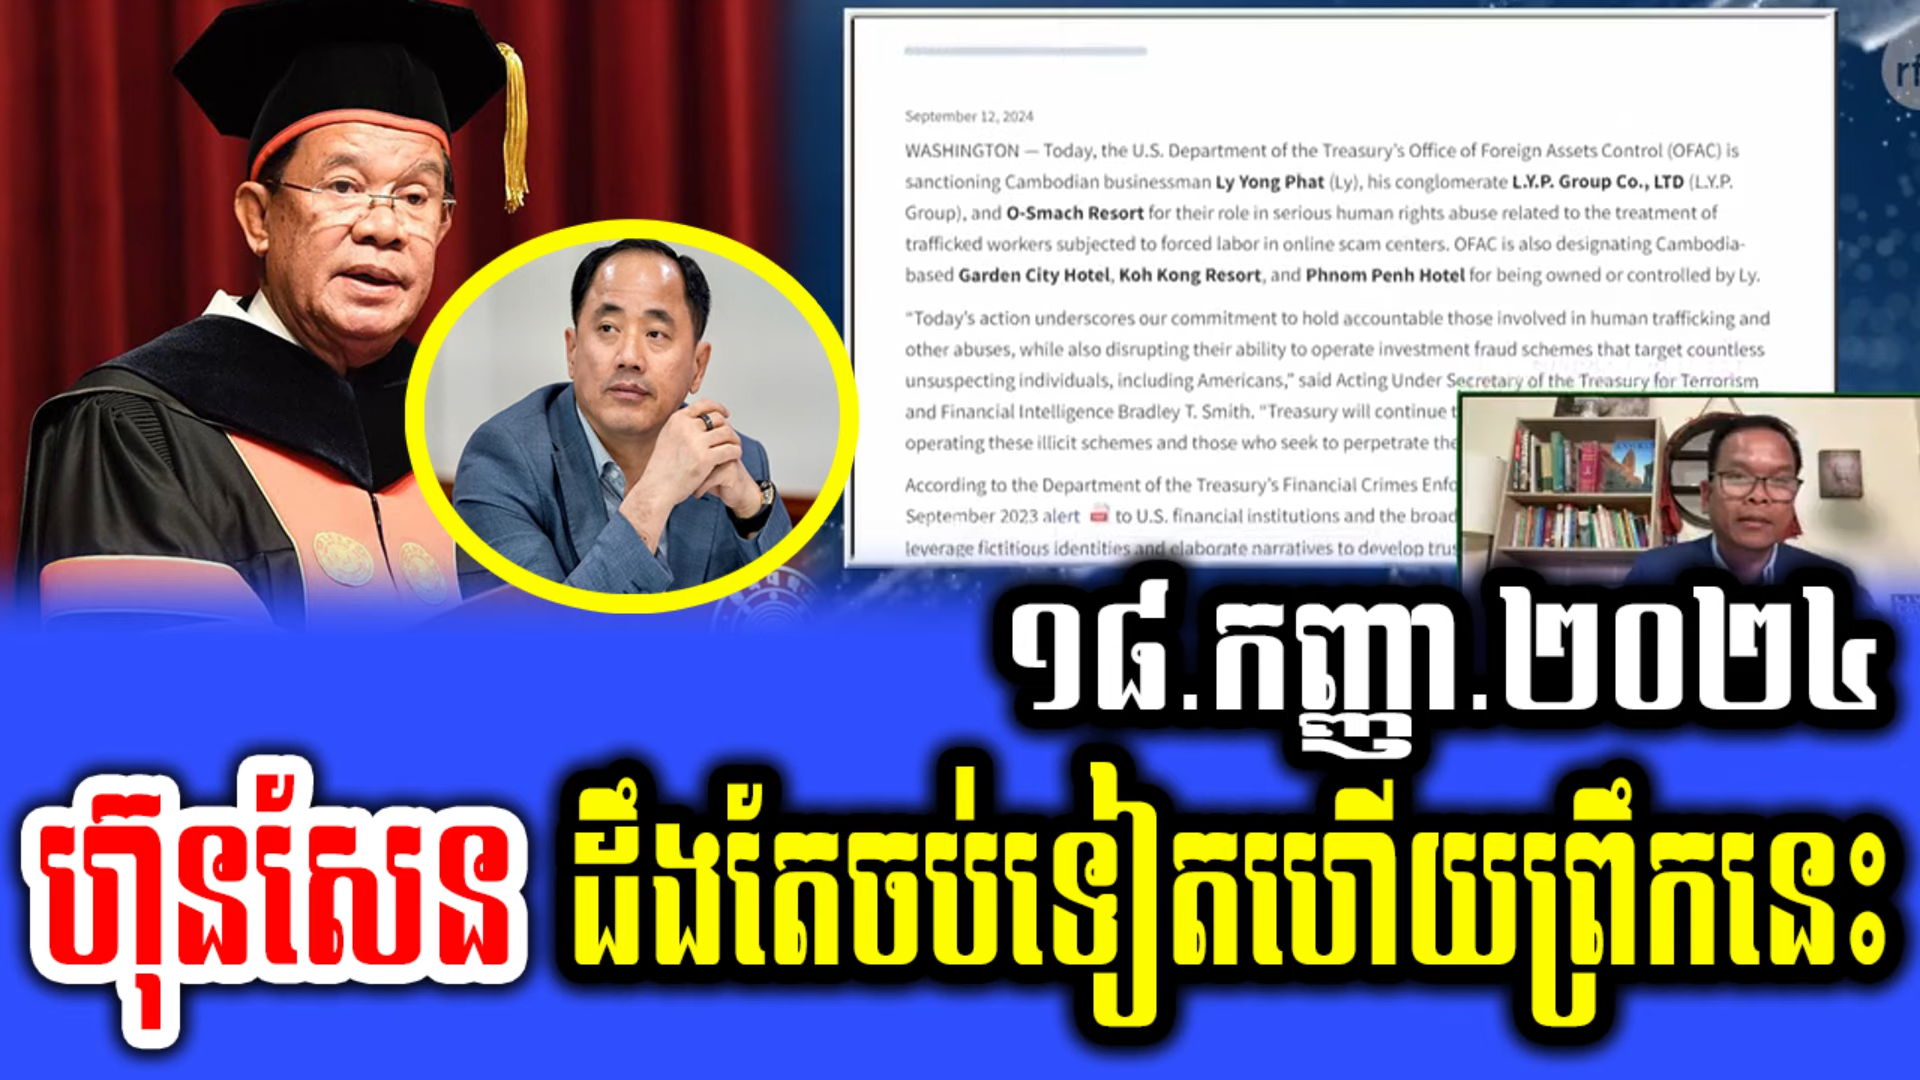 September 12, 2024
WASHINGTON — Today, the U.S. Department of the Treasury's Office of Foreign Assets Control (OFAC) is
sanctioning Cambodian businessman Ly Yong Phat (Ly), his conglomerate L.Y.P. Group Co., LTD (L.Y.P.
Group), and O-Smach Resort for their role in serious human rights abuse related to the treatment of
trafficked workers subjected to forced labor in online scam centers. OFAC is also designating Cambodia-
based Garden City Hotel, Koh Kong Resort, and Phnom Penh Hotel for being owned or controlled by Ly.
“Today's action underscores our commitment to hold accountable those involved in human trafficking and
other abuses, while also disrupting their ability to operate investment fraud schemes that target countless
unsuspecting individuals, including Americans,” said Acting Under Secretary of the Treasury for Terrorism
and Financial Intelligence Bradley T. Smith. “Treasury will continue t
operating these illicit schemes and those who seek to perpetrate the
According to the Department of the Treasury's Financial Crimes Enfo
September 2023 alert to U.S. financial institutions and the broad
leverage fictitious identities and elaborate narratives to develop trus
១៨.កញ្ញា.២០២៤
ហ៊ុនសែន ដឹងតែចប់ទៀតហើយព្រឹកនេះ